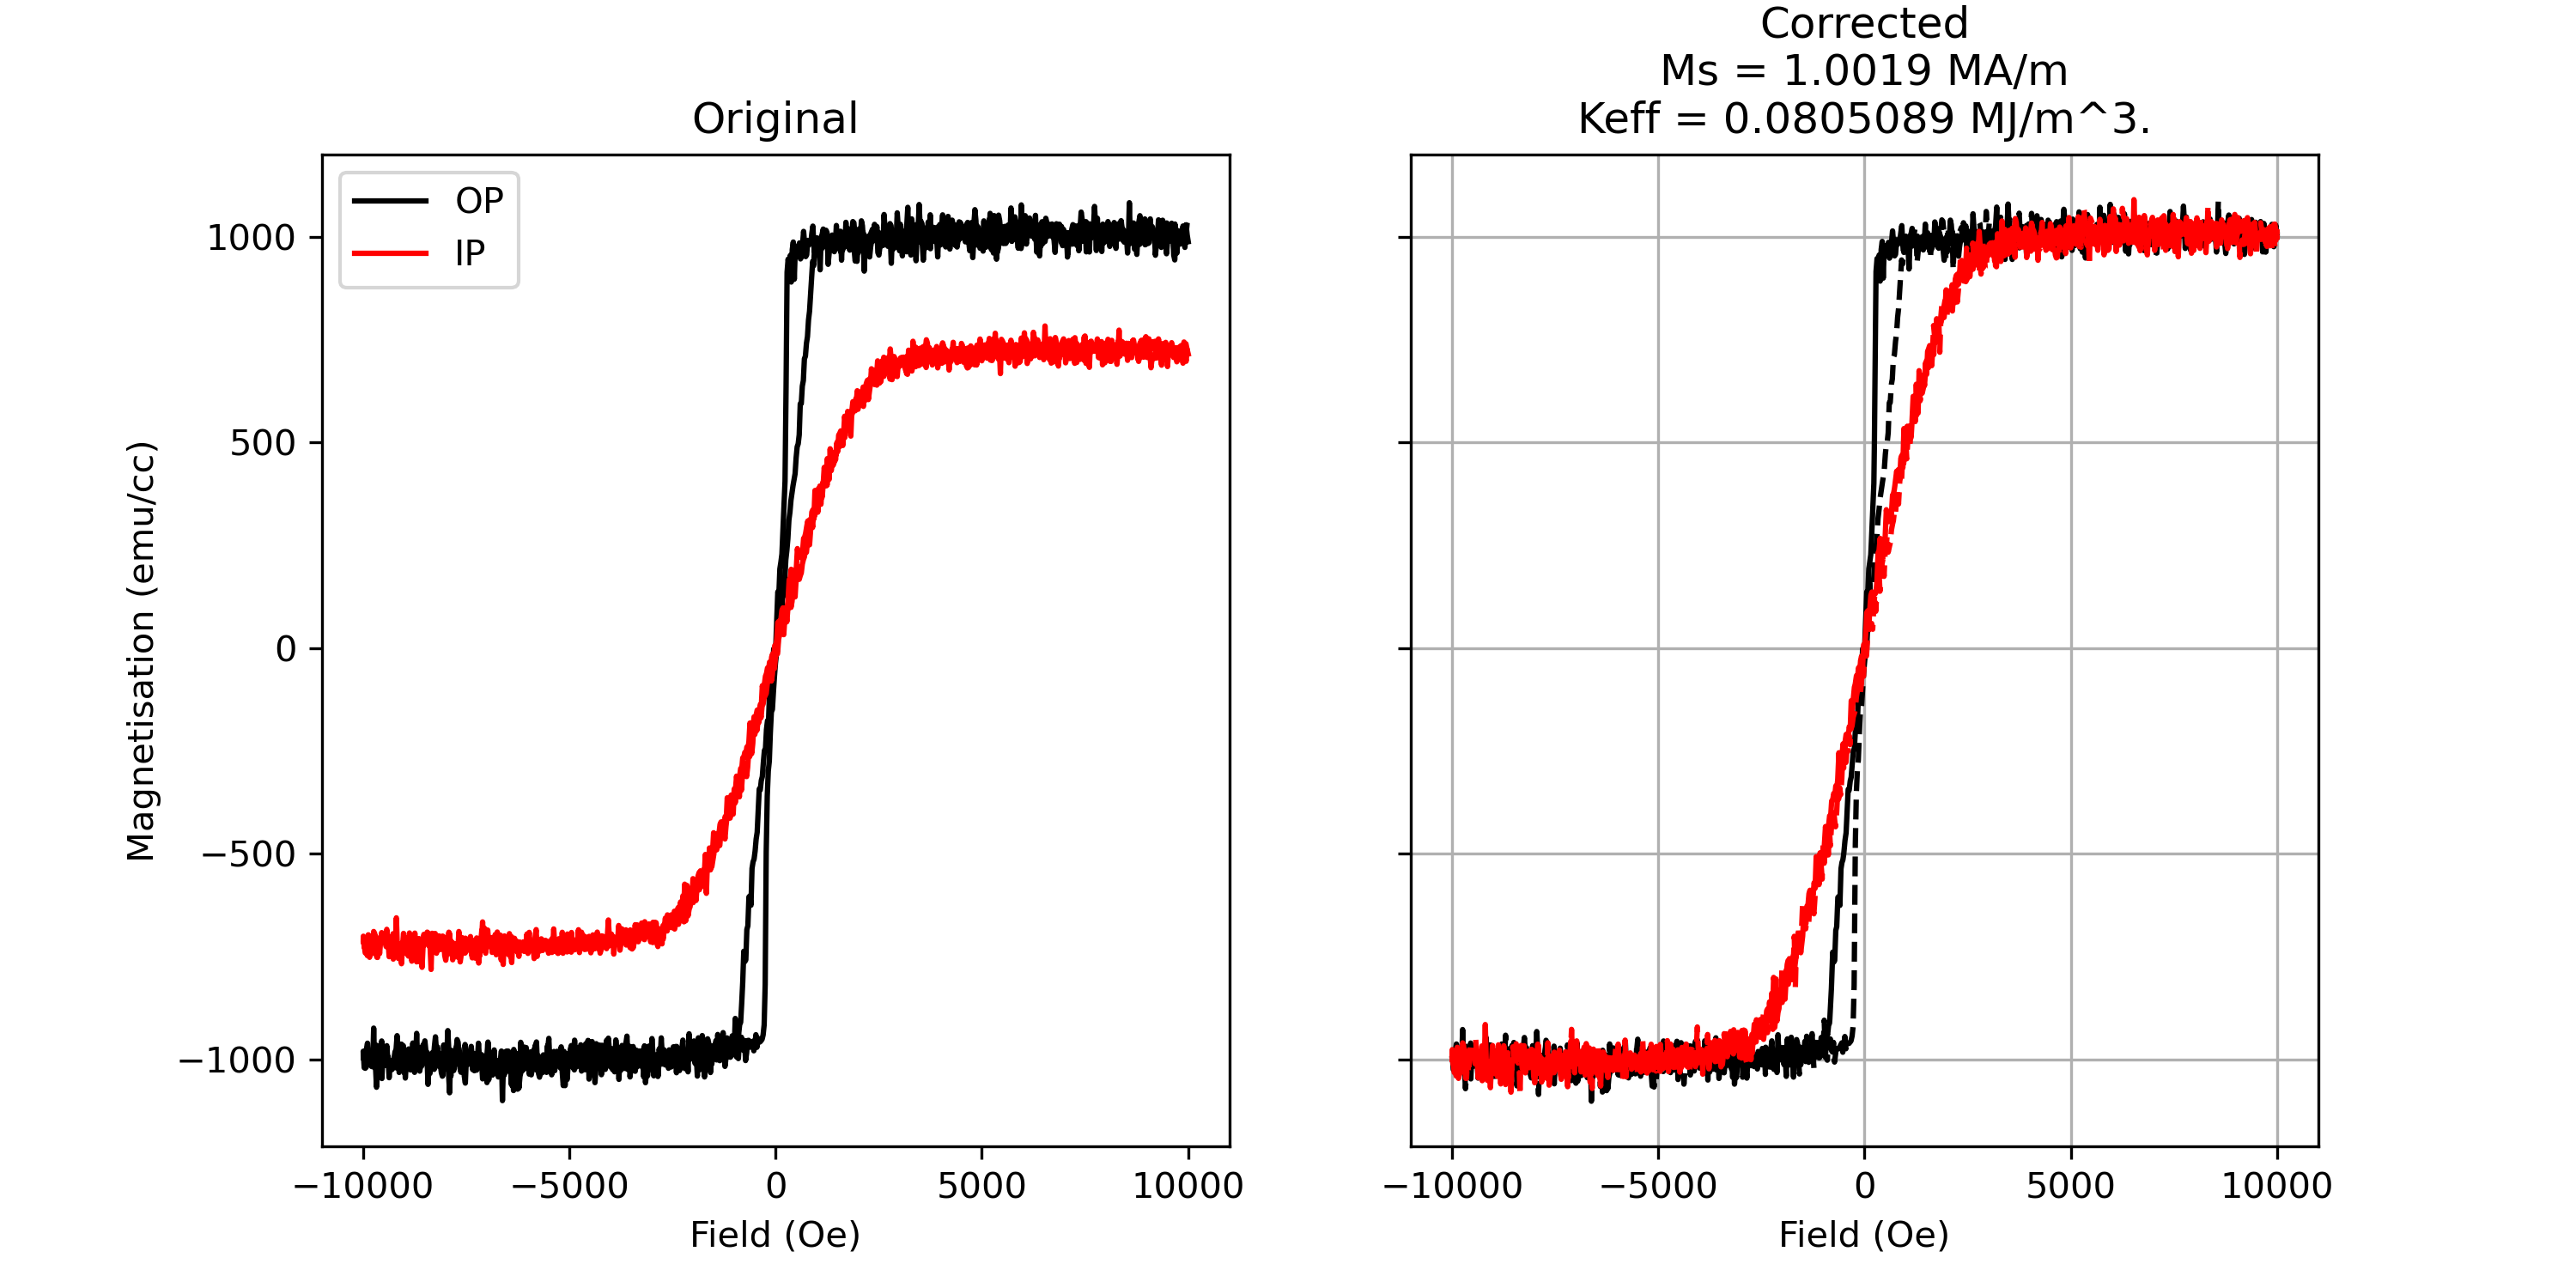 Original
OP
IP
1000
500
0
−500
−1000
Magnetisation (emu/cc)
−10000 −5000 0 5000 10000
Field (Oe)
Corrected
Ms = 1.0019 MA/m
Keff = 0.0805089 MJ/m^3.
−10000 −5000 0 5000 10000
Field (Oe)